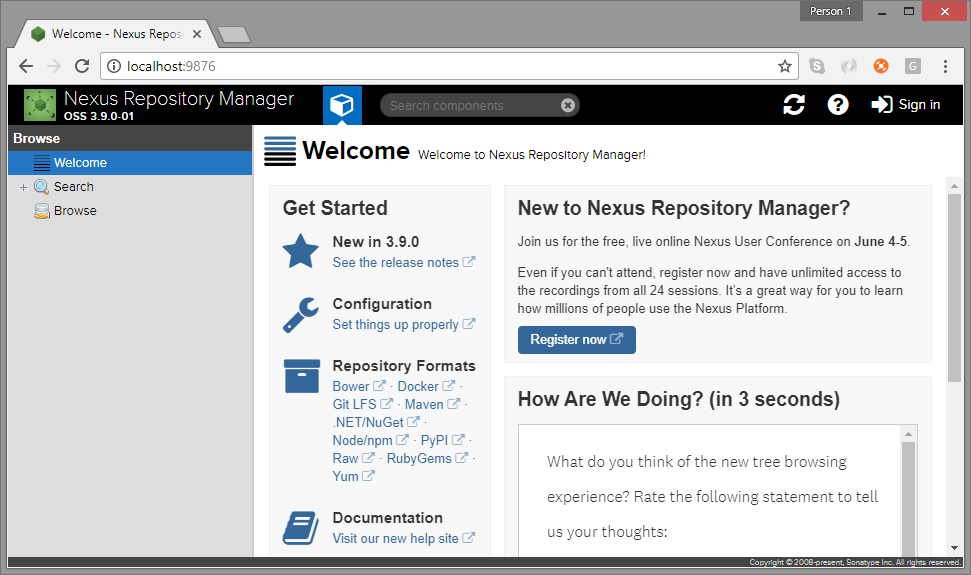 Person 1
Welcome - Nexus Repos
localhost:9876
Nexus Repository Manager
OSS 3.9.0-01
Search components
Sign in
Browse
Welcome
Search
Browse
Welcome Welcome to Nexus Repository Manager!
Get Started
New in 3.9.0
See the release notes
Configuration
Set things up properly
Repository Formats
Bower · Docker ·
Git LFS · Maven ·
.NET/NuGet ·
Node/npm · PyPI ·
Raw · RubyGems ·
Yum
Documentation
Visit our new help site
New to Nexus Repository Manager?
Join us for the free, live online Nexus User Conference on June 4-5.
Even if you can't attend, register now and have unlimited access to
the recordings from all 24 sessions. It's a great way for you to learn
how millions of people use the Nexus Platform.
Register now
How Are We Doing? (in 3 seconds)
What do you think of the new tree browsing
experience? Rate the following statement to tell
us your thoughts:
Copyright © 2008-present, Sonatype Inc. All rights reserved.